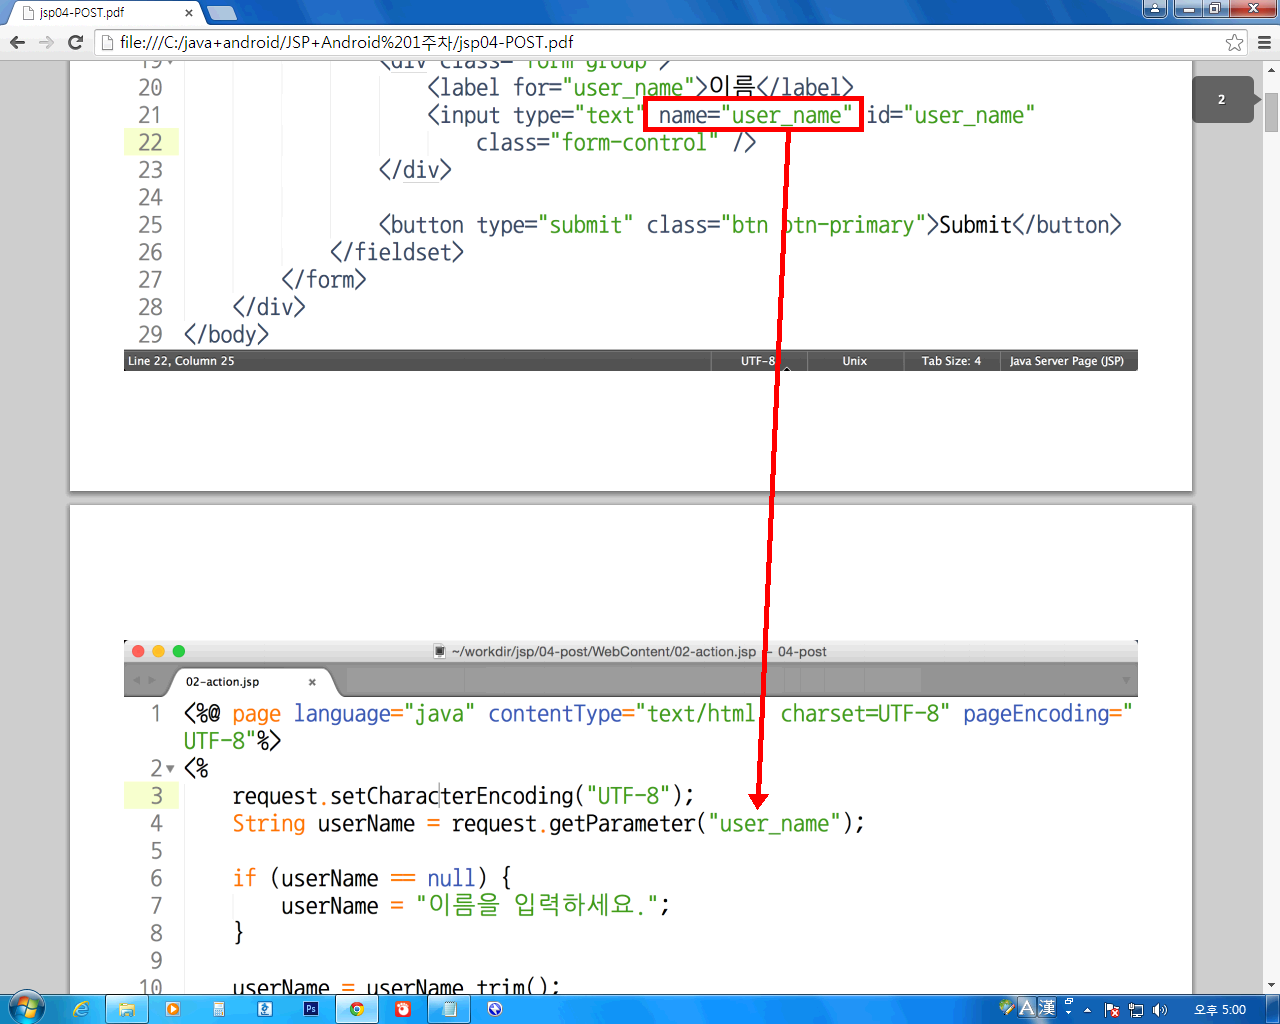 jsp04-POST.pdf
file:///C:/java+android/JSP+Android%201주차/jsp04-POST.pdf
2
19 <div class="form-group">
20 <label for="user_name">이름</label>
21 <input type="text" name="user_name" id="user_name"
22 class="form-control" />
23 </div>
24
25 <button type="submit" class="btn btn-primary">Submit</button>
26 </fieldset>
27 </form>
28 </div>
29 </body>
Line 22, Column 25 UTF-8 Unix Tab Size: 4 Java Server Page (JSP)
~/workdir/jsp/04-post/WebContent/02-action.jsp — 04-post
02-action.jsp
1 <%@ page language="java" contentType="text/html; charset=UTF-8" pageEncoding="
UTF-8"%>
2 <%
3 request.setCharacterEncoding("UTF-8");
4 String userName = request.getParameter("user_name");
5
6 if (userName == null) {
7 userName = "이름을 입력하세요.";
8 }
9
10 userName = userName.trim();
Ps
A 漢
오후 5:00